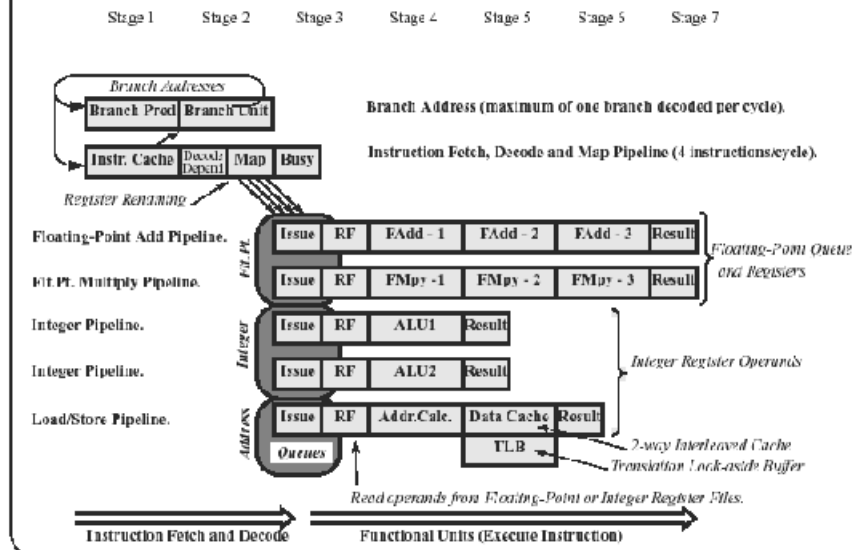 Stage 1 Stage 2 Stage 3 Stage 4 Stage 5 Stage 6 Stage 7
Branch Addresses
Branch Pred Branch Unit
Branch Address (maximum of one branch decoded per cycle).
Instr. Cache Decode Depend Map Busy
Instruction Fetch, Decode and Map Pipeline (4 instructions/cycle).
Register Renaming
Floating-Point Add Pipeline.
Flt.Pt.
Issue RF FAdd - 1 FAdd - 2 FAdd - 3 Result
Floating-Point Queue
and Registers
Flt.Pt. Multiply Pipeline.
Issue RF FMpy -1 FMpy - 2 FMpy - 3 Result
Integer Pipeline.
Integer
Issue RF ALU1 Result
Integer Pipeline.
Issue RF ALU2 Result
Integer Register Operands
Load/Store Pipeline.
Address
Issue RF Addr.Calc. Data Cache Result
Queues
TLB
2-way Interleaved Cache
Translation Look-aside Buffer
Read operands from Floating-Point or Integer Register Files.
Instruction Fetch and Decode
Functional Units (Execute Instruction)